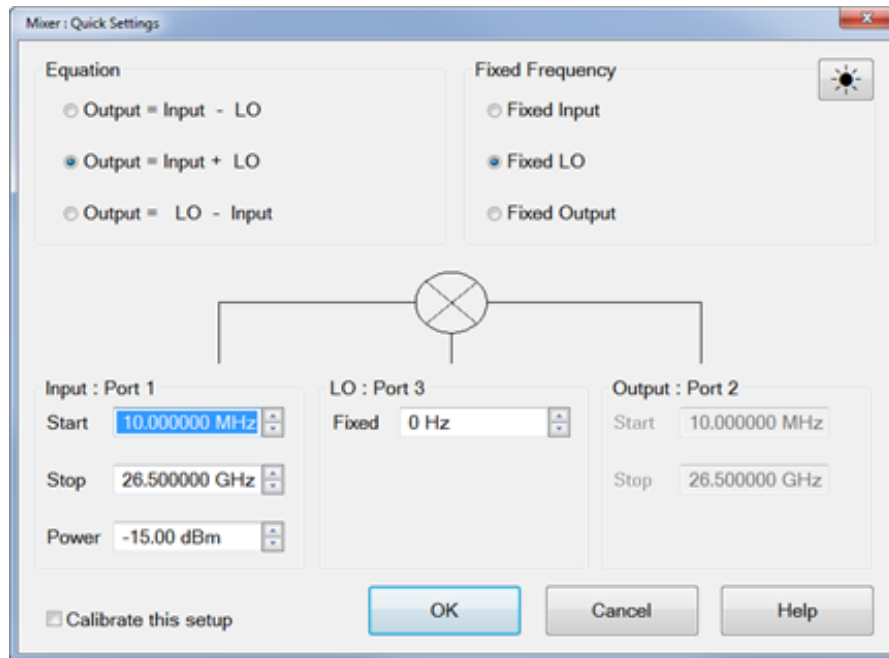 Mixer : Quick Settings
Equation
Output = Input - LO
Output = Input + LO
Output = LO - Input
Fixed Frequency
Fixed Input
Fixed LO
Fixed Output
Input : Port 1
Start 10.000000 MHz
Stop 26.500000 GHz
Power -15.00 dBm
LO : Port 3
Fixed 0 Hz
Output : Port 2
Start 10.000000 MHz
Stop 26.500000 GHz
Calibrate this setup
OK
Cancel
Help